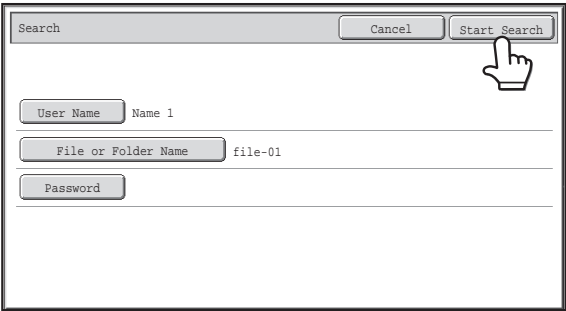 Search Cancel Start Search
User Name Name 1
File or Folder Name file-01
Password